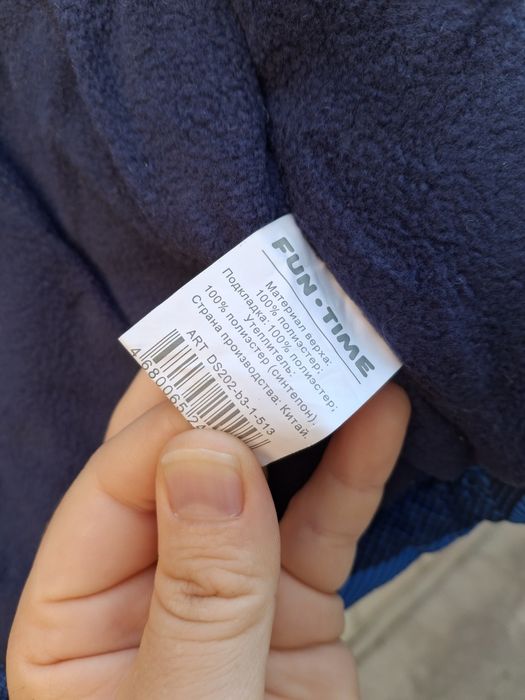 FUN·TIME
Материал верха:
100% полиэстер;
Подкладка: 100% полиэстер;
Утеплитель:
100% полиэстер (синтепон).
Страна производства: Китай.
ART DS202-b3-1-513